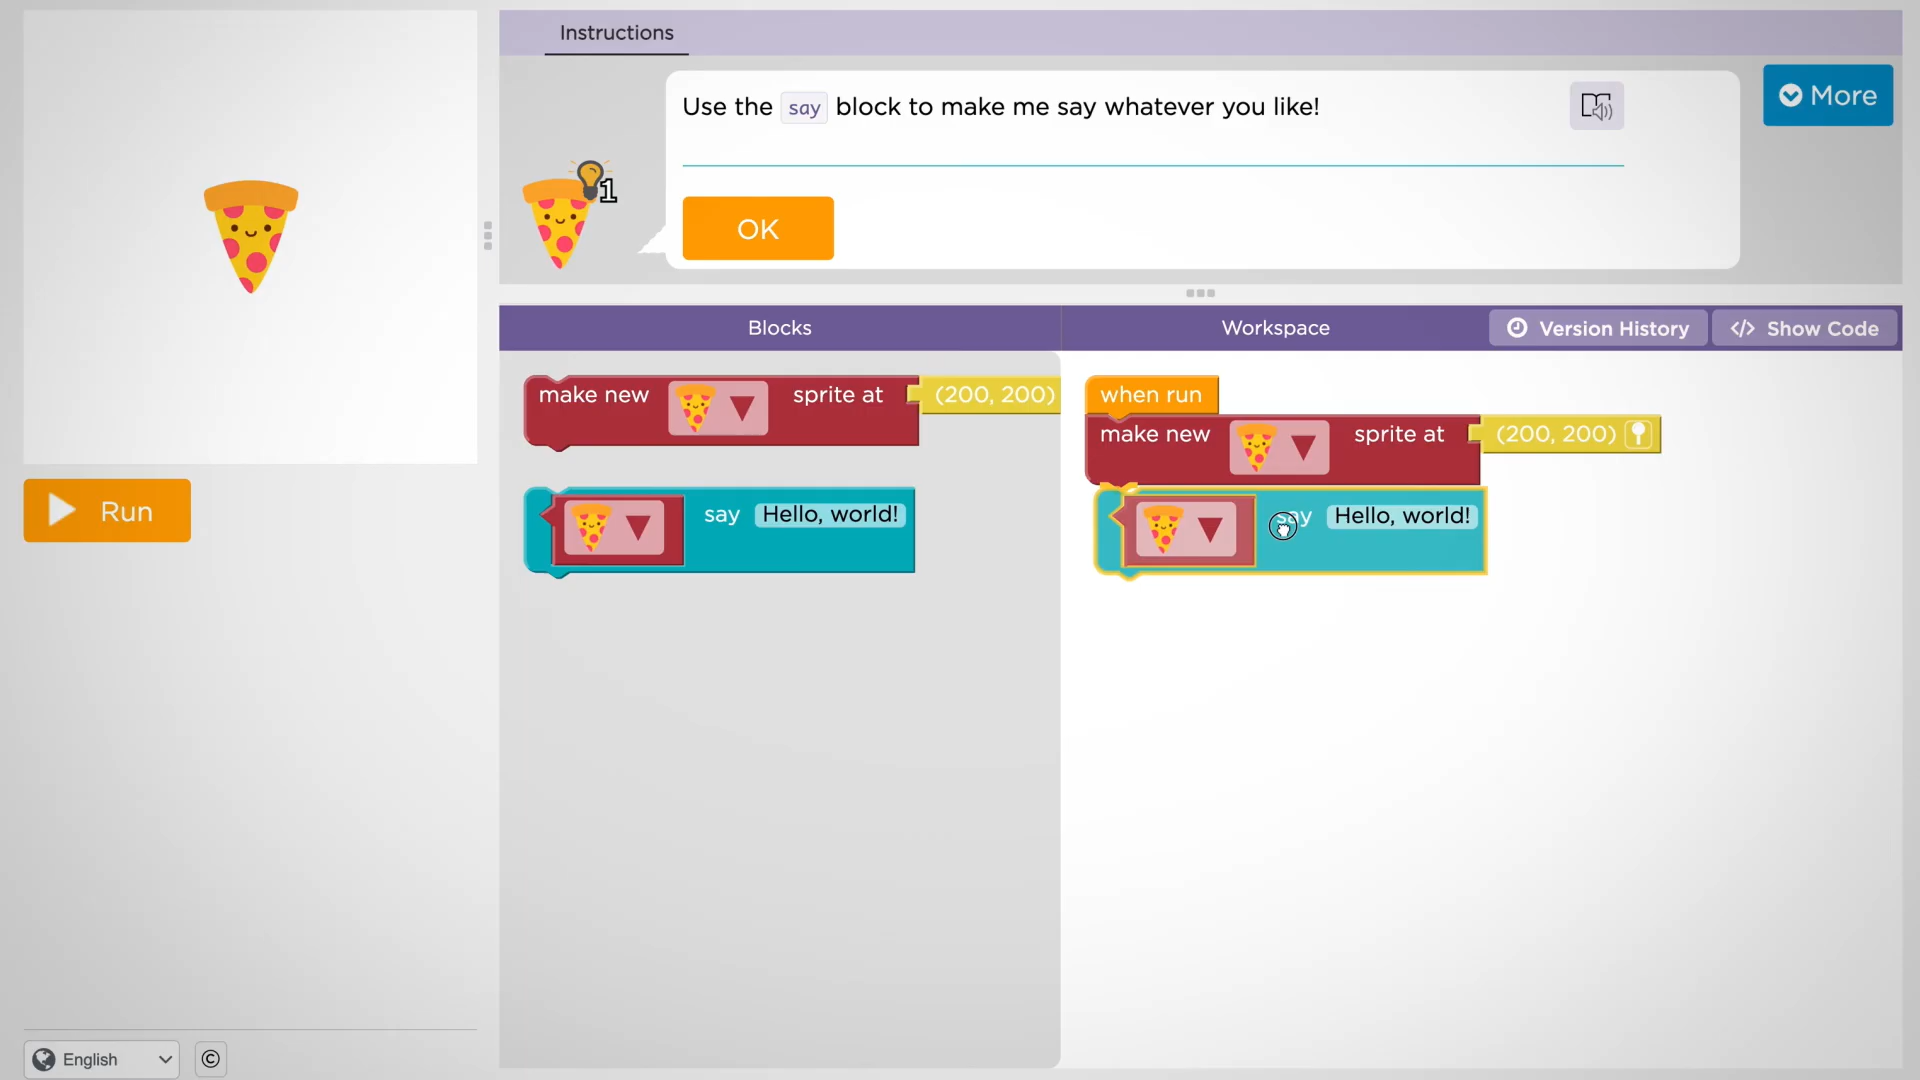 Instructions
Use the say block to make me say whatever you like!
More
1
OK
Blocks
Workspace
Version History
</> Show Code
make new sprite at (200, 200)
say Hello, world!
when run
make new sprite at (200, 200)
say Hello, world!
Run
English
©